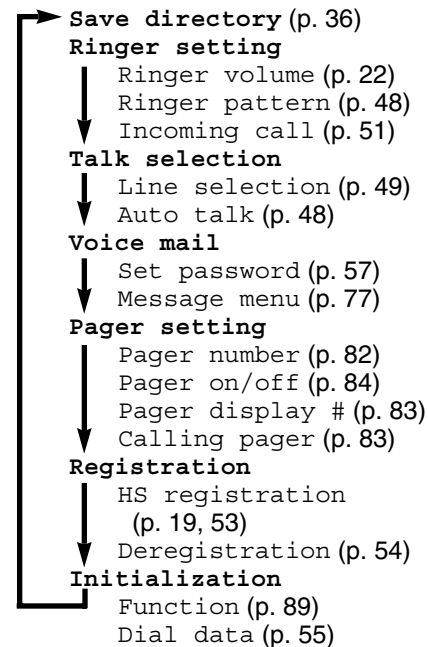 Save directory (p. 36)
Ringer setting
Ringer volume (p. 22)
Ringer pattern (p. 48)
Incoming call (p. 51)
Talk selection
Line selection (p. 49)
Auto talk (p. 48)
Voice mail
Set password (p. 57)
Message menu (p. 77)
Pager setting
Pager number (p. 82)
Pager on/off (p. 84)
Pager display # (p. 83)
Calling pager (p. 83)
Registration
HS registration
(p. 19, 53)
Deregistration (p. 54)
Initialization
Function (p. 89)
Dial data (p. 55)